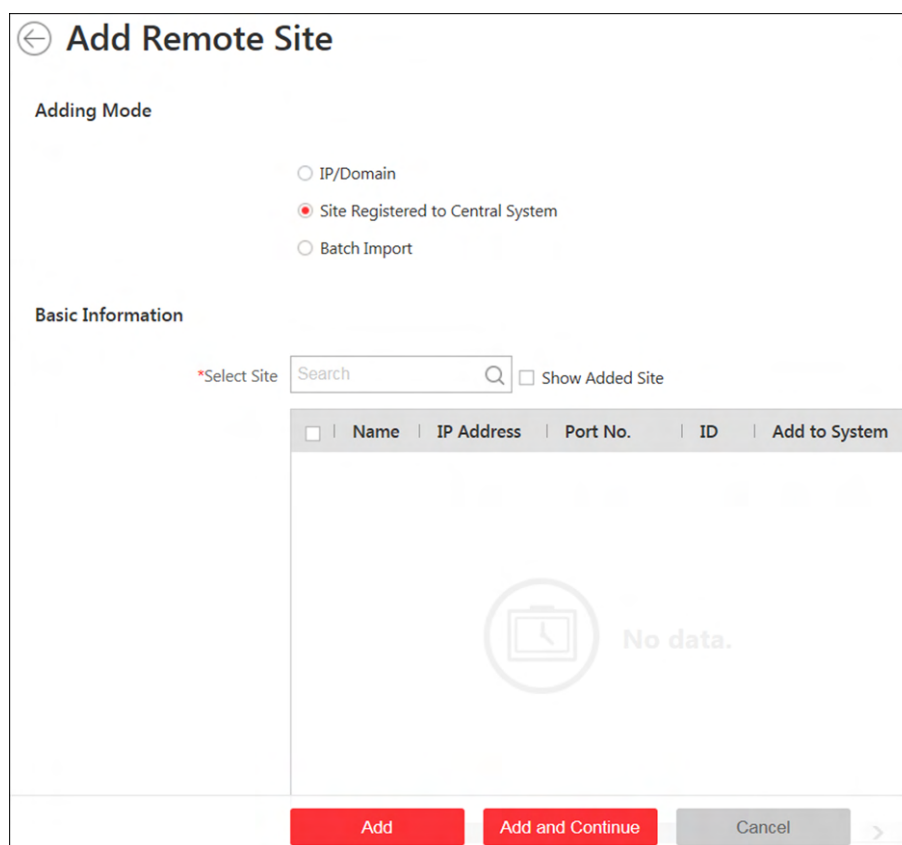 Add Remote Site
Adding Mode
IP/Domain
Site Registered to Central System
Batch Import
Basic Information
*Select Site Search Show Added Site
Name IP Address Port No. ID Add to System
No data.
Add Add and Continue Cancel